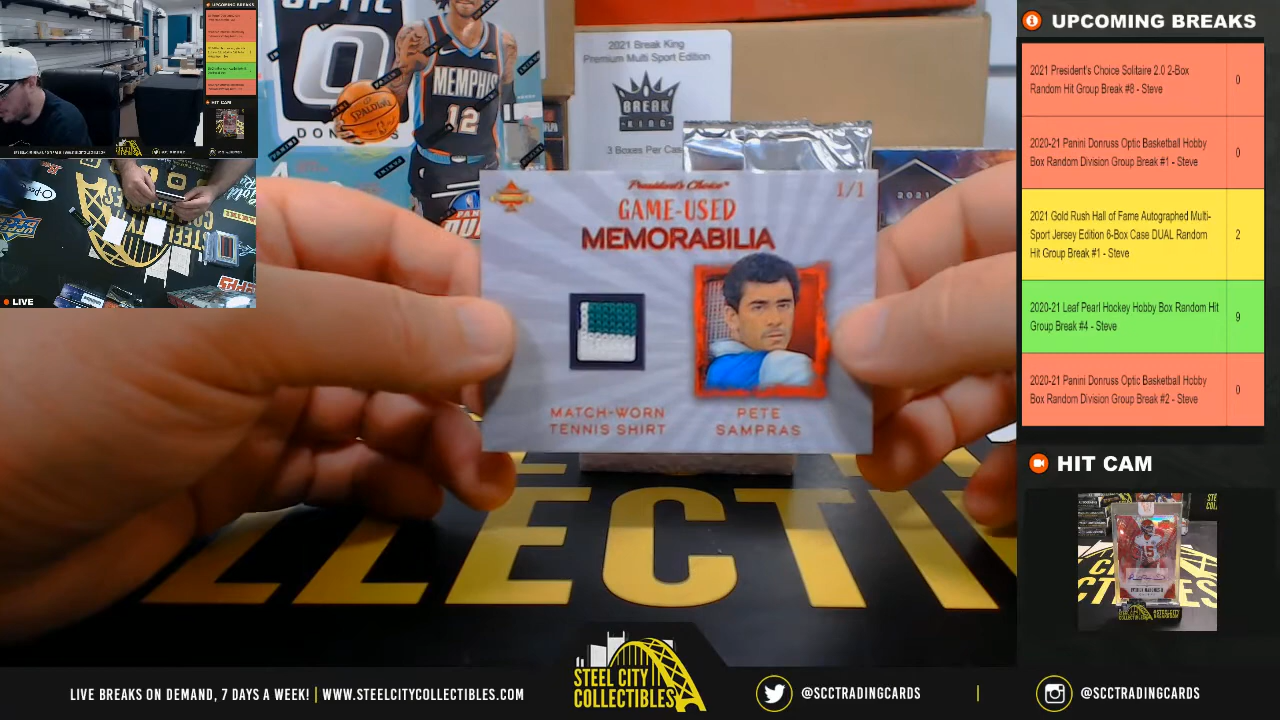 UPCOMING BREAKS
2021 President's Choice Solitaire 2.0 2-Box
Random Hit Group Break #8 - Steve
0
2020-21 Panini Donruss Optic Basketball Hobby
Box Random Division Group Break #1 - Steve
0
2021 Gold Rush Hall of Fame Autographed Multi-
Sport Jersey Edition 6-Box Case DUAL Random
Hit Group Break #1 - Steve
2
2020-21 Leaf Pearl Hockey Hobby Box Random Hit
Group Break #4 - Steve
9
2020-21 Panini Donruss Optic Basketball Hobby
Box Random Division Group Break #2 - Steve
0
HIT CAM
LIVE
OPTIC
MEMPHIS
12
SPALDING
2021 Break King
Premium Multi Sport Edition
BREAK
KING
3 Boxes Per Cas
2021
President's Choice
1/1
GAME-USED
MEMORABILIA
MATCH-WORN
TENNIS SHIRT
PETE
SAMPRAS
LLECTIN
LIVE BREAKS ON DEMAND, 7 DAYS A WEEK! | WWW.STEELCITYCOLLECTIBLES.COM
STEEL CITY
COLLECTIBLES
@SCCTRADINGCARDS
@SCCTRADINGCARDS